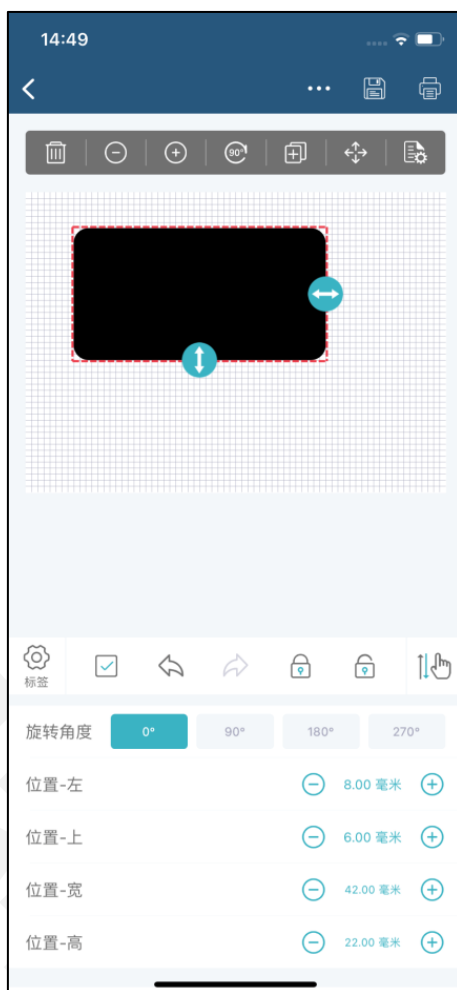 14:49
90°
标签
旋转角度 0° 90° 180° 270°
位置-左 8.00 毫米
位置-上 6.00 毫米
位置-宽 42.00 毫米
位置-高 22.00 毫米